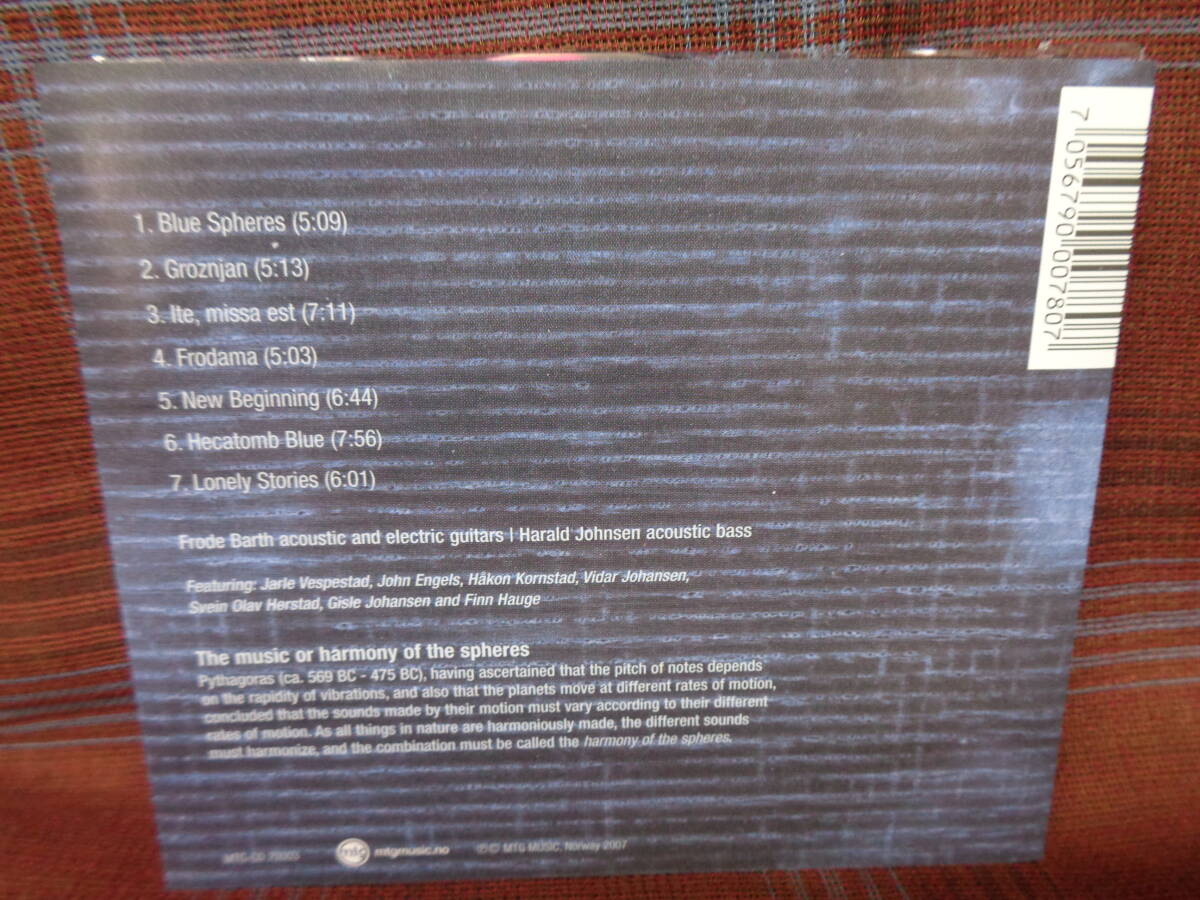 1. Blue Spheres (5:09)
2. Groznjan (5:13)
3. Ite, missa est (7:11)
4. Frodama (5:03)
5. New Beginning (6:44)
6. Hecatomb Blue (7:56)
7. Lonely Stories (6:01)
Frode Barth acoustic and electric guitars | Harald Johnsen acoustic bass
Featuring: Jarle Vespestad, John Engels, Håkon Kornstad, Vidar Johansen,
Svein Olav Herstad, Gisle Johansen and Finn Hauge
The music or harmony of the spheres
Pythagoras (ca. 569 BC - 475 BC), having ascertained that the pitch of notes depends
on the rapidity of vibrations, and also that the planets move at different rates of motion,
concluded that the sounds made by their motion must vary according to their different
rates of motion. As all things in nature are harmoniously made, the different sounds
must harmonize, and the combination must be called the harmony of the spheres.
mtg mtgmusic.no
MTG MUSIC, Norway 2007
7 056790 007807